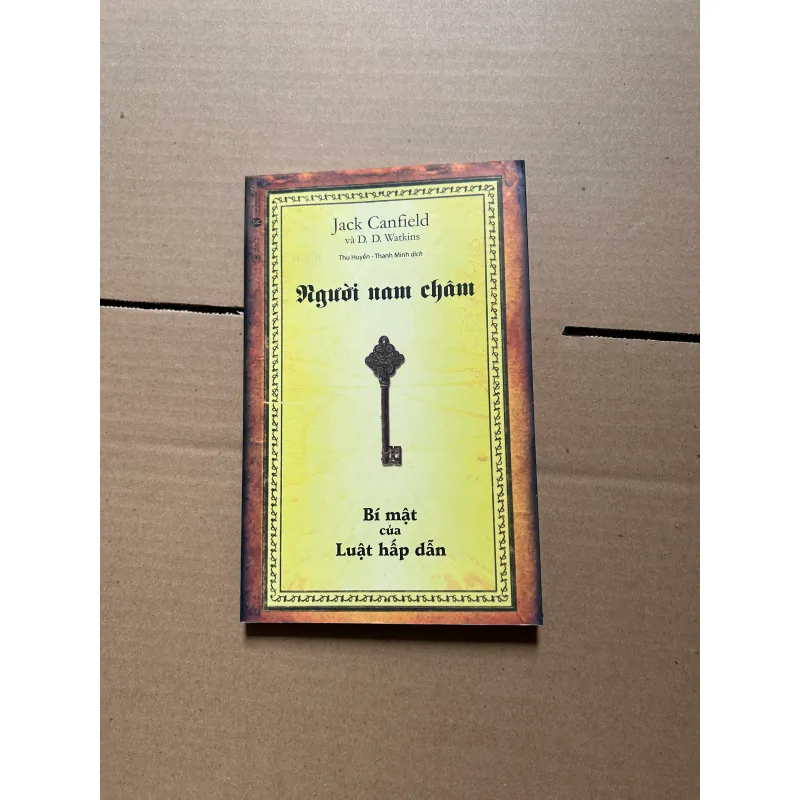 Jack Canfield
và D. D. Watkins
Thu Huyền - Thanh Minh dịch
Người nam châm
Bí mật
của
Luật hấp dẫn